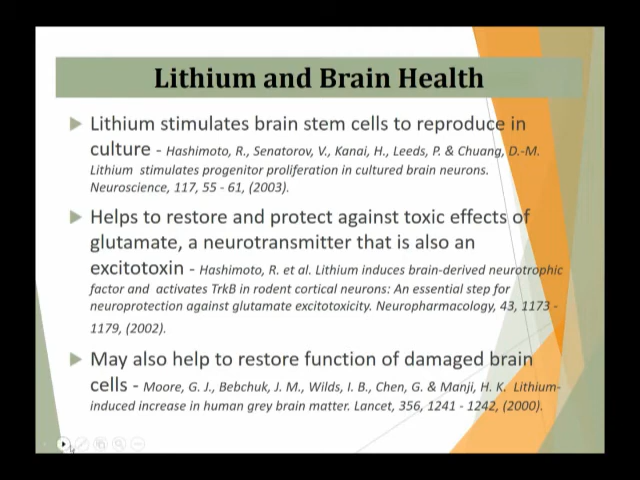 Lithium and Brain Health
Lithium stimulates brain stem cells to reproduce in
culture - Hashimoto, R., Senatorov, V., Kanai, H., Leeds, P. & Chuang, D.-M.
Lithium stimulates progenitor proliferation in cultured brain neurons.
Neuroscience, 117, 55 - 61, (2003).
Helps to restore and protect against toxic effects of
glutamate, a neurotransmitter that is also an
excitotoxin - Hashimoto, R. et al. Lithium induces brain-derived neurotrophic
factor and activates TrkB in rodent cortical neurons: An essential step for
neuroprotection against glutamate excitotoxicity. Neuropharmacology, 43, 1173 -
1179, (2002).
May also help to restore function of damaged brain
cells - Moore, G. J., Bebchuk, J. M., Wilds, I. B., Chen, G. & Manji, H. K. Lithium-
induced increase in human grey brain matter. Lancet, 356, 1241 - 1242, (2000).